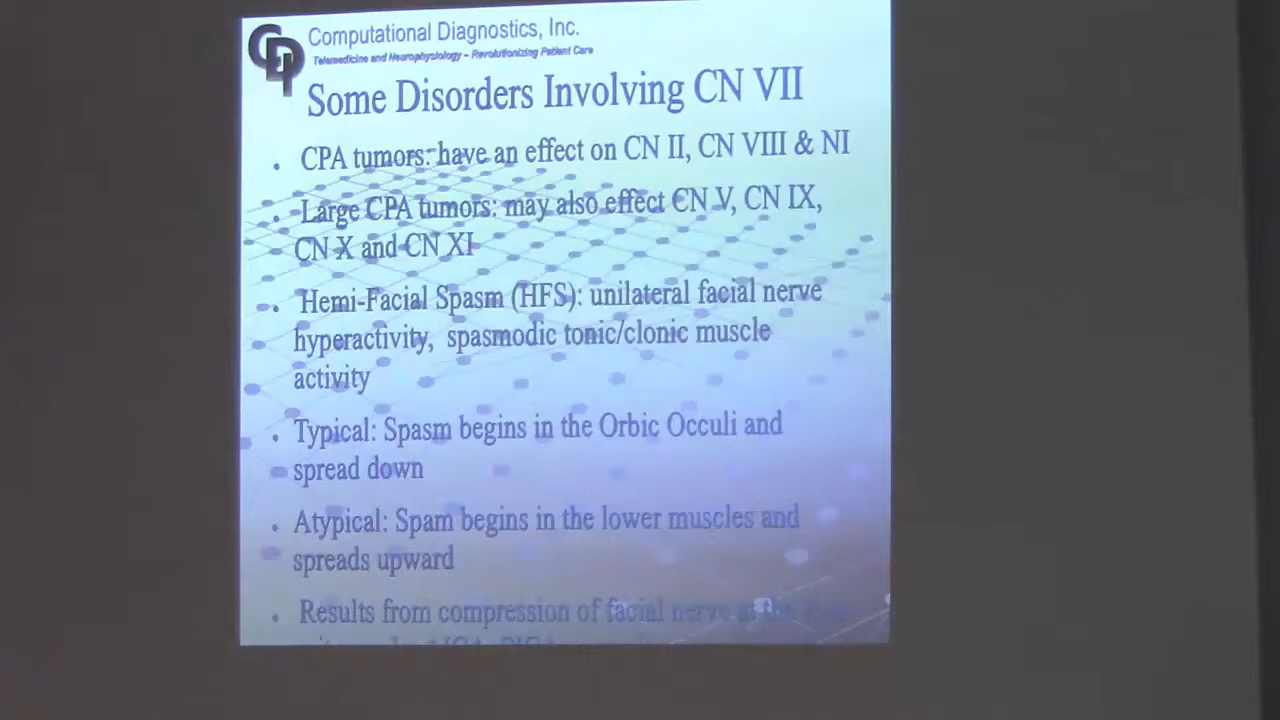 CDI
Computational Diagnostics, Inc.
Telemedicine and Neurophysiology – Revolutionizing Patient Care
Some Disorders Involving CN VII
• CPA tumors: have an effect on CN II, CN VIII & NI
• Large CPA tumors: may also effect CN V, CN IX,
CN X and CN XI
• Hemi-Facial Spasm (HFS): unilateral facial nerve
hyperactivity, spasmodic tonic/clonic muscle
activity
• Typical: Spasm begins in the Orbic Occuli and
spread down
• Atypical: Spam begins in the lower muscles and
spreads upward
• Results from compression of facial nerve